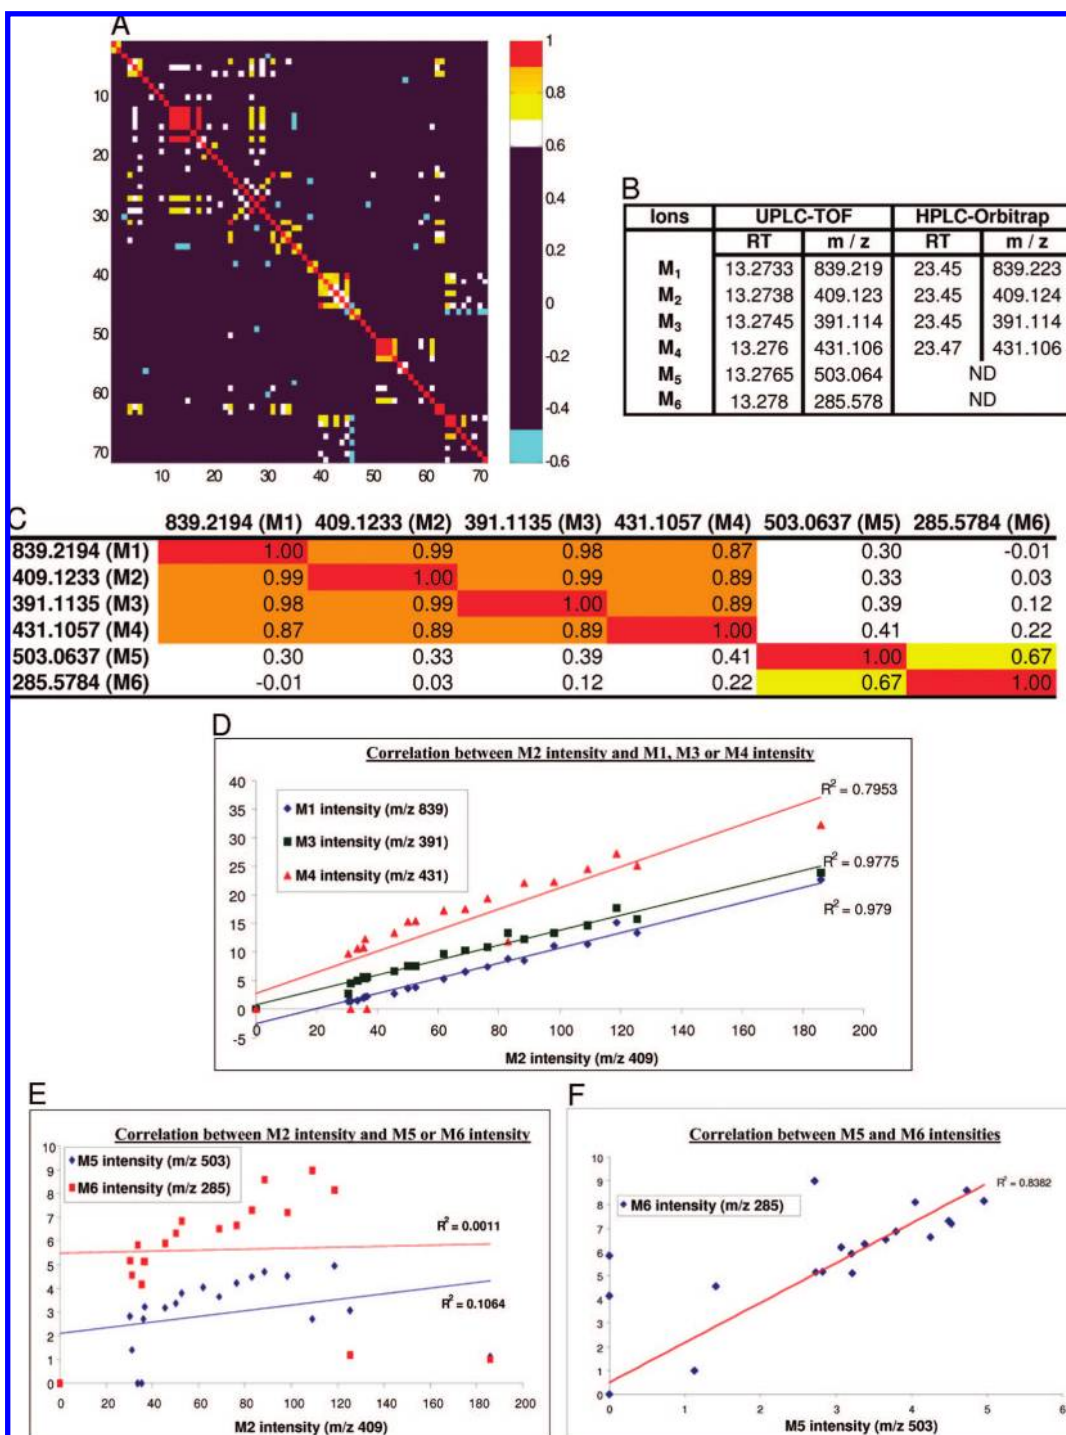 A
1
0.8
0.6
0.4
0.2
0
-0.2
-0.4
-0.6
10
20
30
40
50
60
70
10 20 30 40 50 60 70
B
Ions UPLC-TOF HPLC-Orbitrap
RT m / z RT m / z
M1 13.2733 839.219 23.45 839.223
M2 13.2738 409.123 23.45 409.124
M3 13.2745 391.114 23.45 391.114
M4 13.276 431.106 23.47 431.106
M5 13.2765 503.064 ND
M6 13.278 285.578 ND
C
839.2194 (M1) 409.1233 (M2) 391.1135 (M3) 431.1057 (M4) 503.0637 (M5) 285.5784 (M6)
839.2194 (M1) 1.00 0.99 0.98 0.87 0.30 -0.01
409.1233 (M2) 0.99 1.00 0.99 0.89 0.33 0.03
391.1135 (M3) 0.98 0.99 1.00 0.89 0.39 0.12
431.1057 (M4) 0.87 0.89 0.89 1.00 0.41 0.22
503.0637 (M5) 0.30 0.33 0.39 0.41 1.00 0.67
285.5784 (M6) -0.01 0.03 0.12 0.22 0.67 1.00
D
Correlation between M2 intensity and M1, M3 or M4 intensity
40
35
30
25
20
15
10
5
0
-5
M1 intensity (m/z 839)
M3 intensity (m/z 391)
M4 intensity (m/z 431)
R² = 0.7953
R² = 0.9775
R² = 0.979
0 20 40 60 80 100 120 140 160 180 200
M2 intensity (m/z 409)
E
Correlation between M2 intensity and M5 or M6 intensity
10
9
8
7
6
5
4
3
2
1
0
M5 intensity (m/z 503)
M6 intensity (m/z 285)
R² = 0.0011
R² = 0.1064
0 20 40 60 80 100 120 140 160 180 200
M2 intensity (m/z 409)
F
Correlation between M5 and M6 intensities
10
9
8
7
6
5
4
3
2
1
0
M6 intensity (m/z 285)
R² = 0.8382
0 1 2 3 4 5 6
M5 intensity (m/z 503)